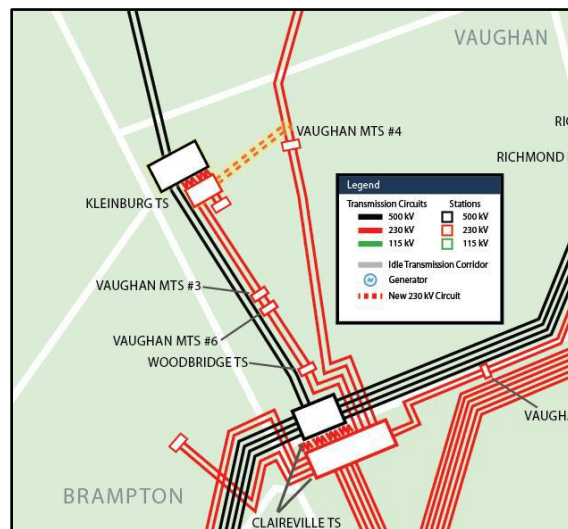 VAUGHAN
VAUGHAN MTS #4
RICHMOND
KLEINBURG TS
Legend
Transmission Circuits
Stations
500 kV
500 kV
230 kV
230 kV
115 kV
115 kV
Idle Transmission Corridor
Generator
New 230 kV Circuit
VAUGHAN MTS #3
VAUGHAN MTS #6
WOODBRIDGE TS
BRAMPTON
CLAIREVILLE TS